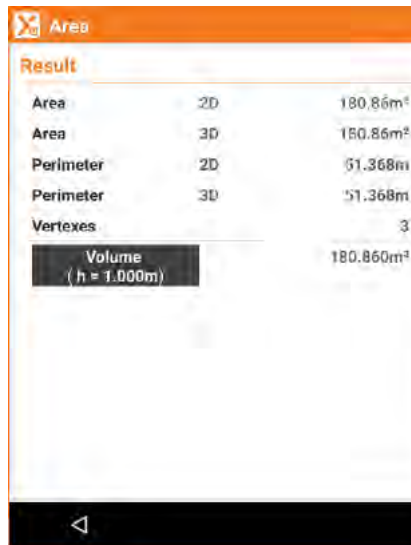 Area
Result
Area 2D 180.86m²
Area 3D 180.86m²
Perimeter 2D 61.368m
Perimeter 3D 61.368m
Vertexes 3
Volume 180.860m³
( h = 1.000m)